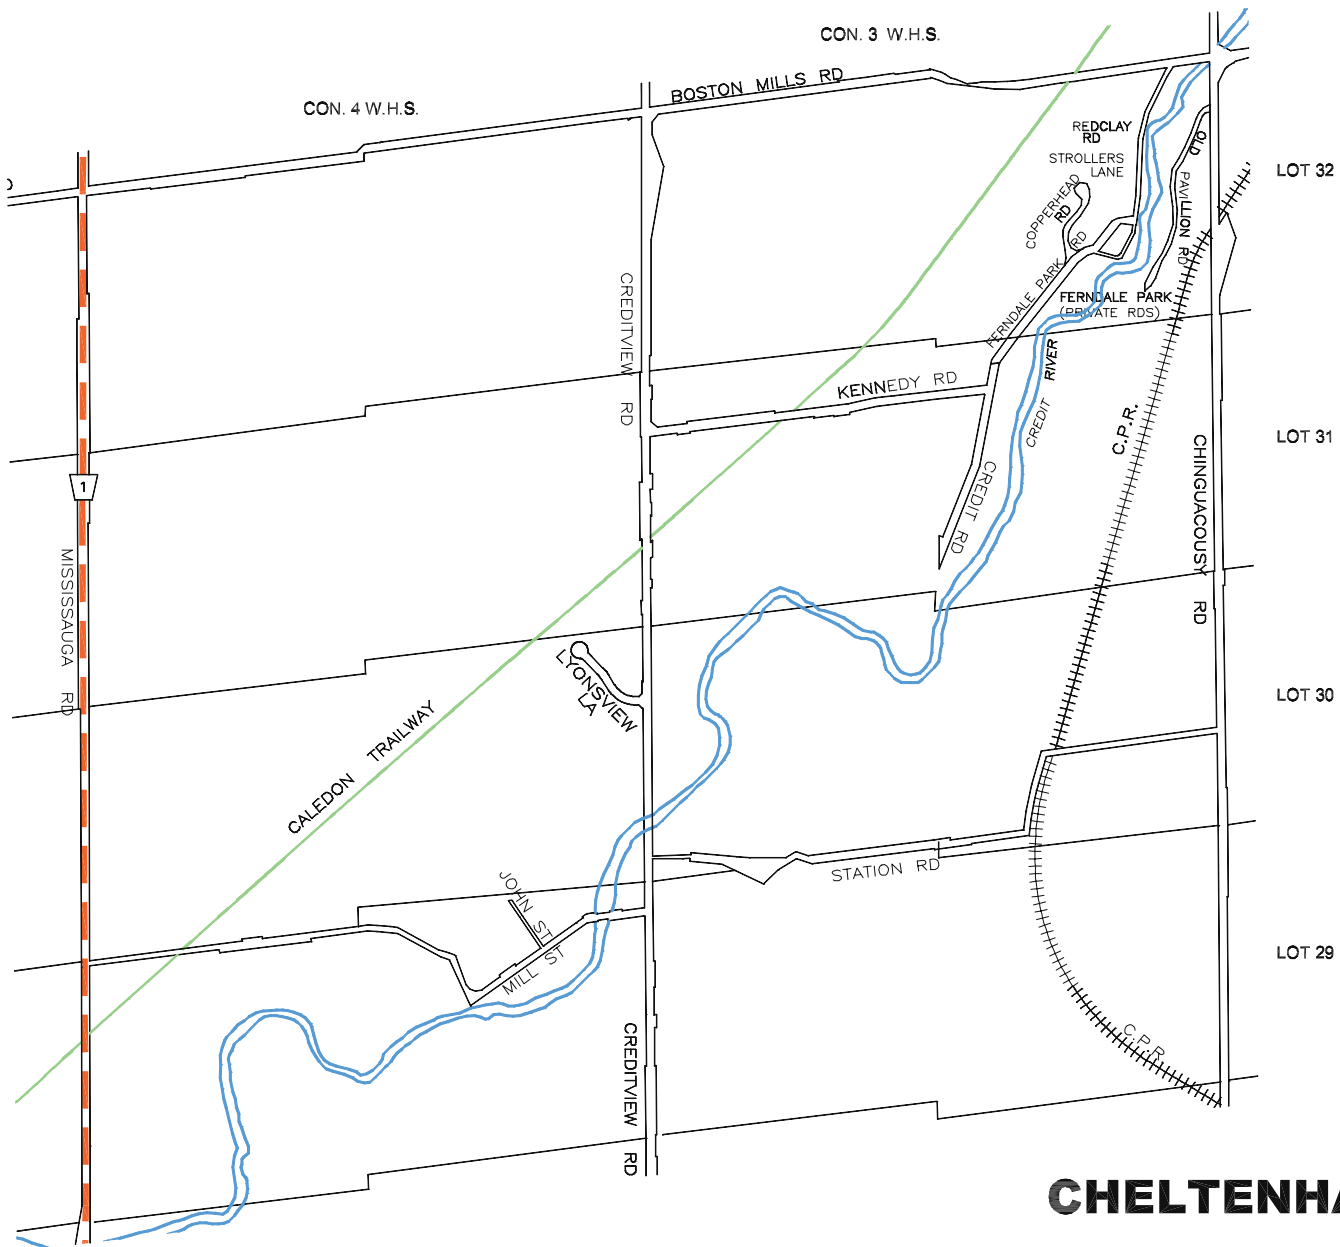 CON. 3 W.H.S.
CON. 4 W.H.S.
BOSTON MILLS RD
REDCLAY
RD
STROLLERS
LANE
OLD
PAVILLION RD
LOT 32
COPPERHEAD
RD
FERNDALE PARK RD
FERNDALE PARK
(PRIVATE RDS)
CREDITVIEW RD
KENNEDY RD
CREDIT RIVER
C.P.R.
CHINGUACOUSY RD
LOT 31
1
CREDIT RD
MISSISSAUGA RD
LYONSVIEW
LA
LOT 30
CALEDON TRAILWAY
STATION RD
JOHN ST
MILL ST
LOT 29
CREDITVIEW RD
C.P.R.
CHELTENHA